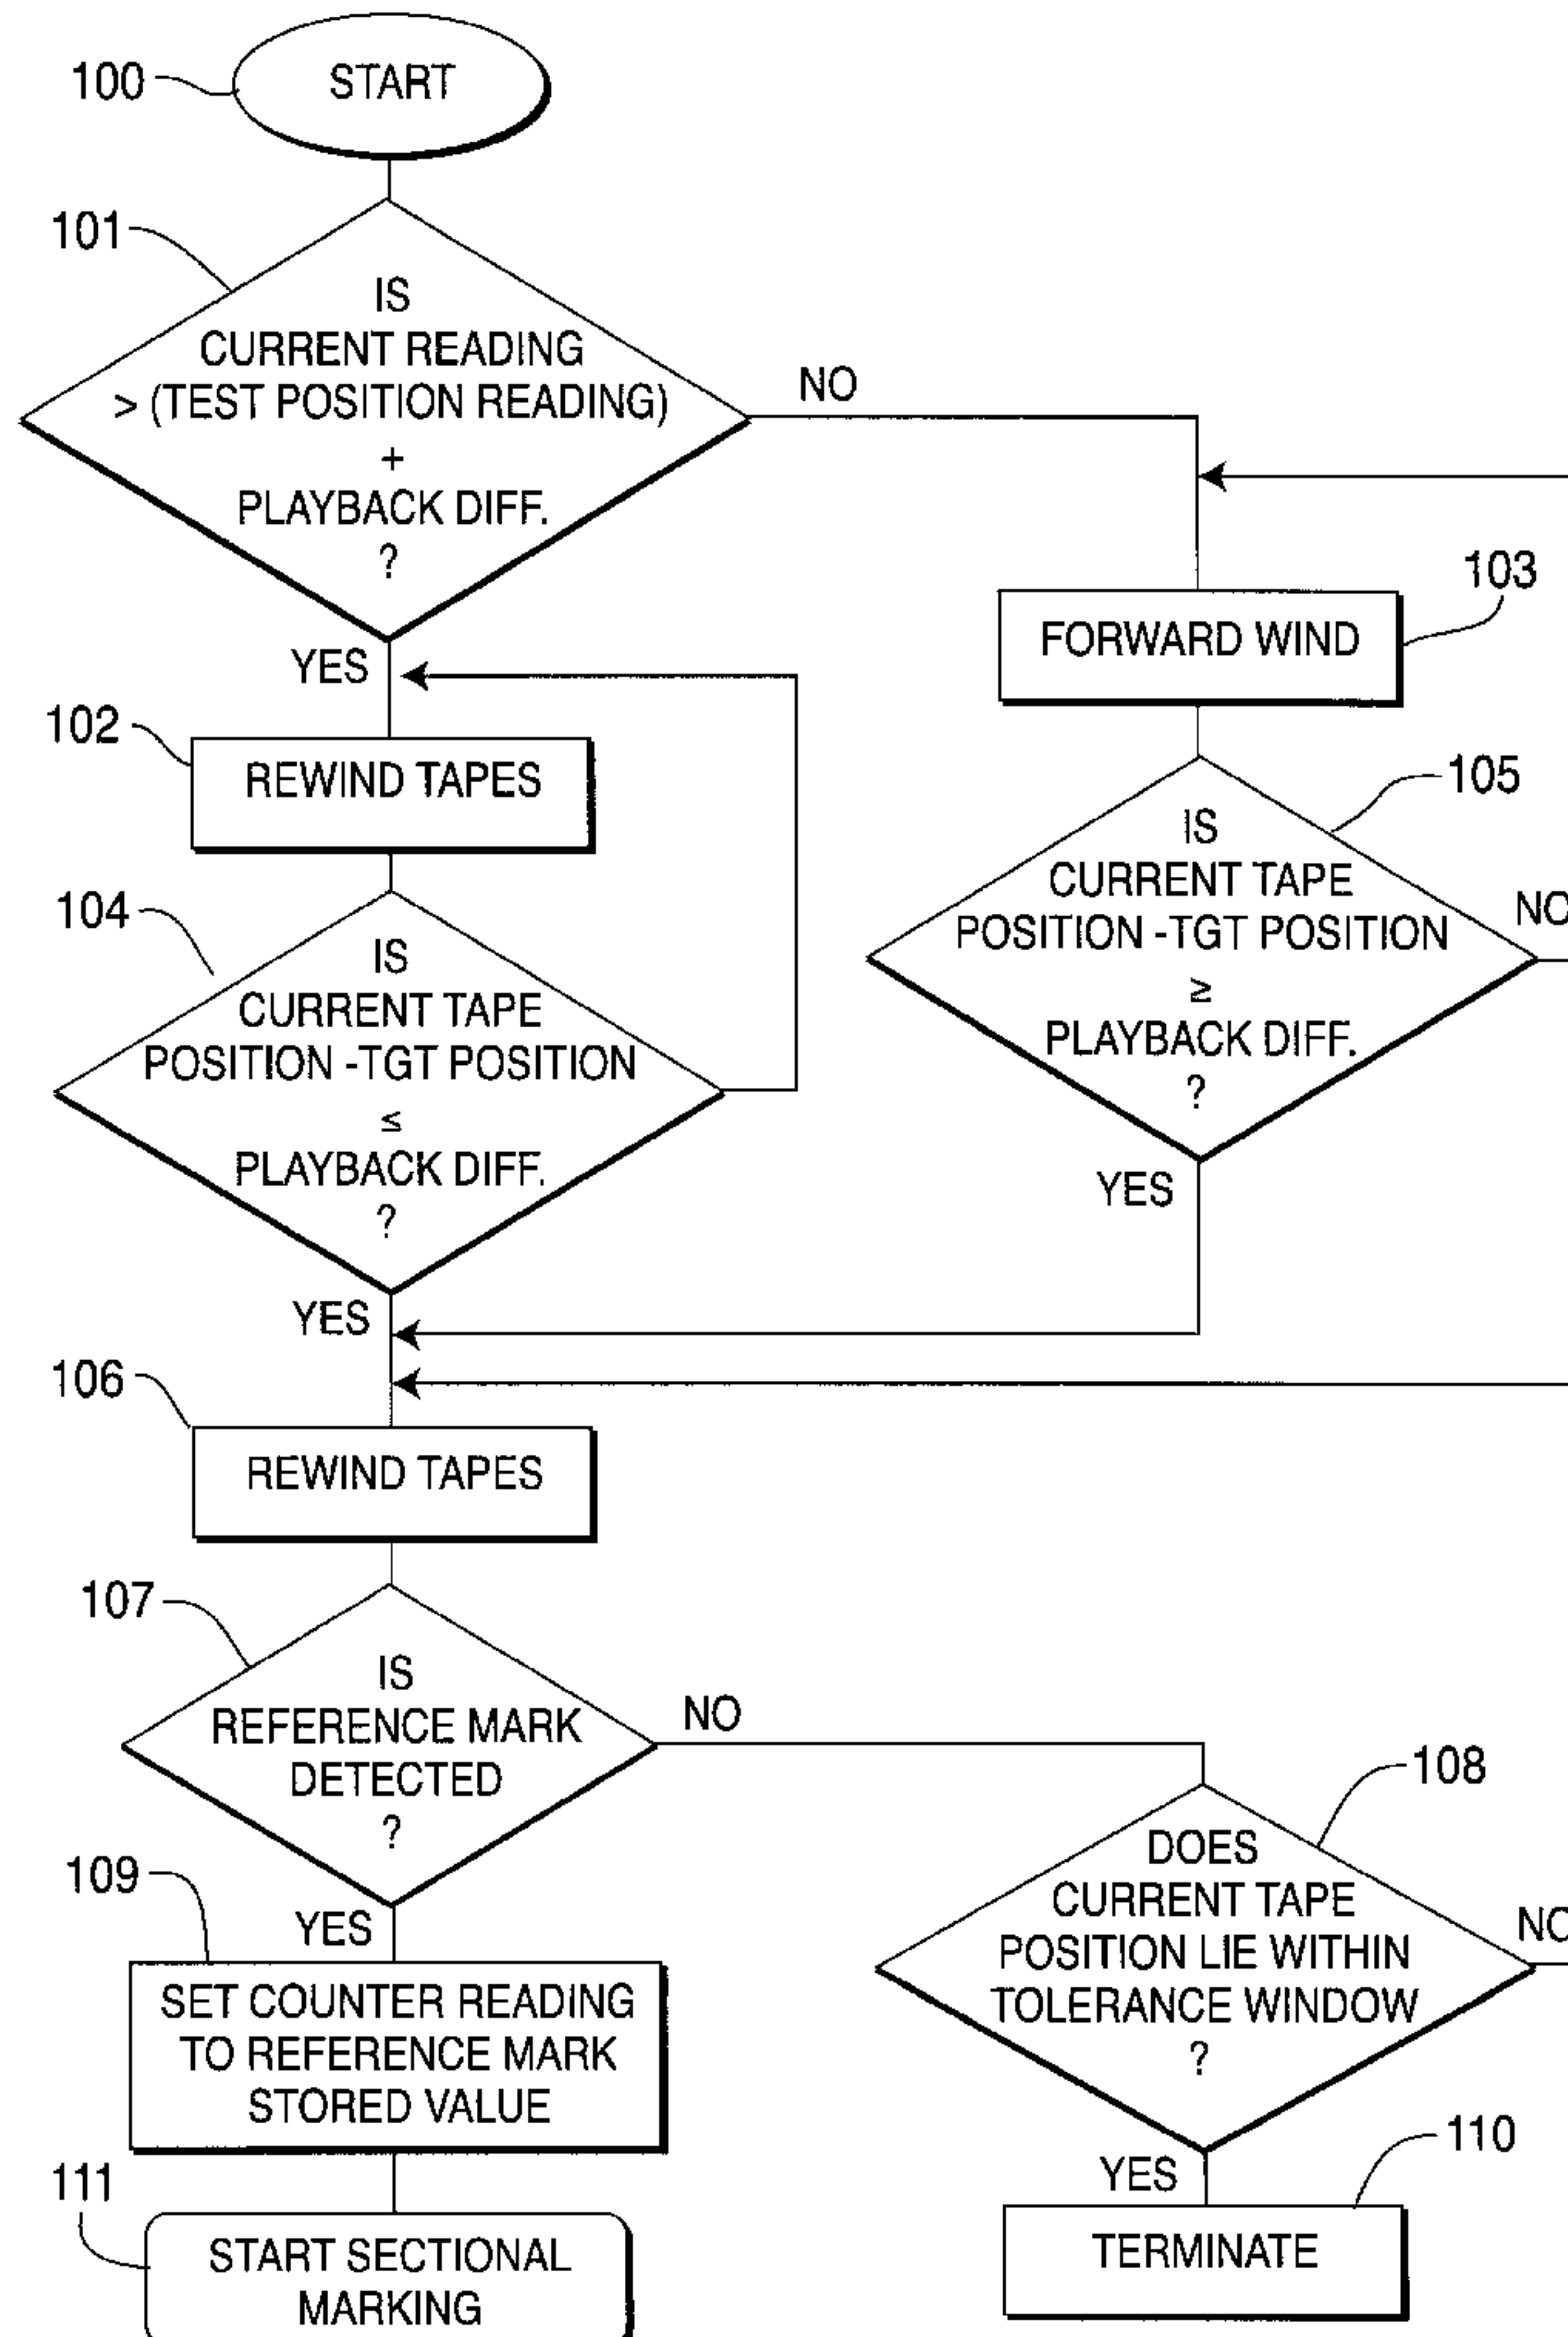 100
START
101
IS
CURRENT READING
> (TEST POSITION READING)
+
PLAYBACK DIFF.
?
NO
YES
103
FORWARD WIND
102
REWIND TAPES
105
IS
CURRENT TAPE
POSITION -TGT POSITION
≥
PLAYBACK DIFF.
?
NO
YES
104
IS
CURRENT TAPE
POSITION -TGT POSITION
≤
PLAYBACK DIFF.
?
YES
106
REWIND TAPES
107
IS
REFERENCE MARK
DETECTED
?
NO
YES
108
DOES
CURRENT TAPE
POSITION LIE WITHIN
TOLERANCE WINDOW
?
NO
YES
109
SET COUNTER READING
TO REFERENCE MARK
STORED VALUE
110
TERMINATE
111
START SECTIONAL
MARKING